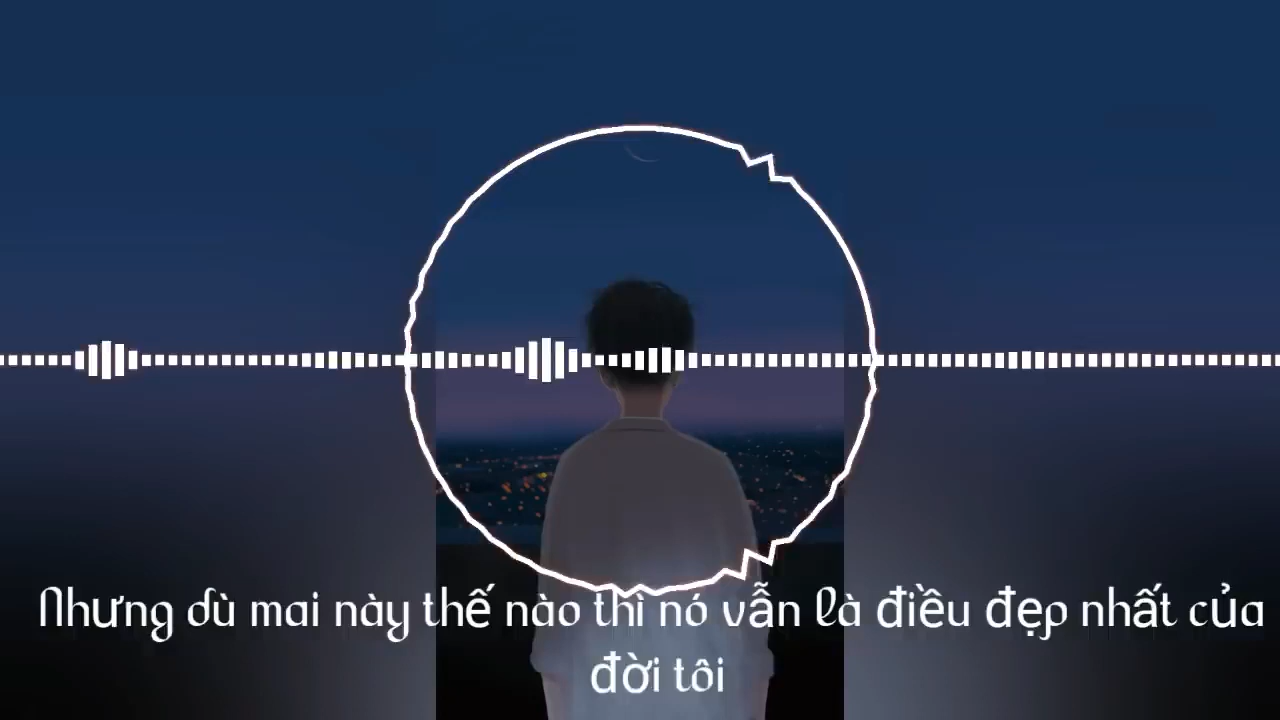 Nhưng dù mai này thế nào thì nó vẫn là điều đẹp nhất của
đời tôi